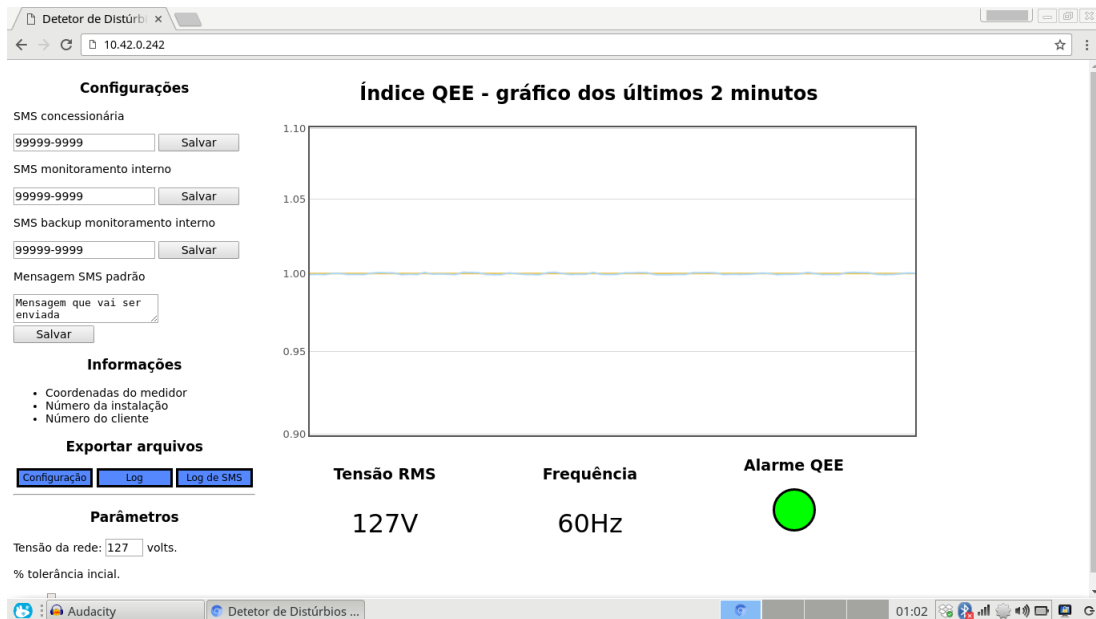 Detetor de Distúrbi
10.42.0.242
Configurações
SMS concessionária
99999-9999 Salvar
SMS monitoramento interno
99999-9999 Salvar
SMS backup monitoramento interno
99999-9999 Salvar
Mensagem SMS padrão
Mensagem que vai ser
enviada
Salvar
Informações
• Coordenadas do medidor
• Número da instalação
• Número do cliente
Exportar arquivos
Configuração Log Log de SMS
Parâmetros
Tensão da rede: 127 volts.
% tolerância incial.
Índice QEE - gráfico dos últimos 2 minutos
1.10
1.05
1.00
0.95
0.90
Tensão RMS
127V
Frequência
60Hz
Alarme QEE
Audacity
Detetor de Distúrbios ...
01:02